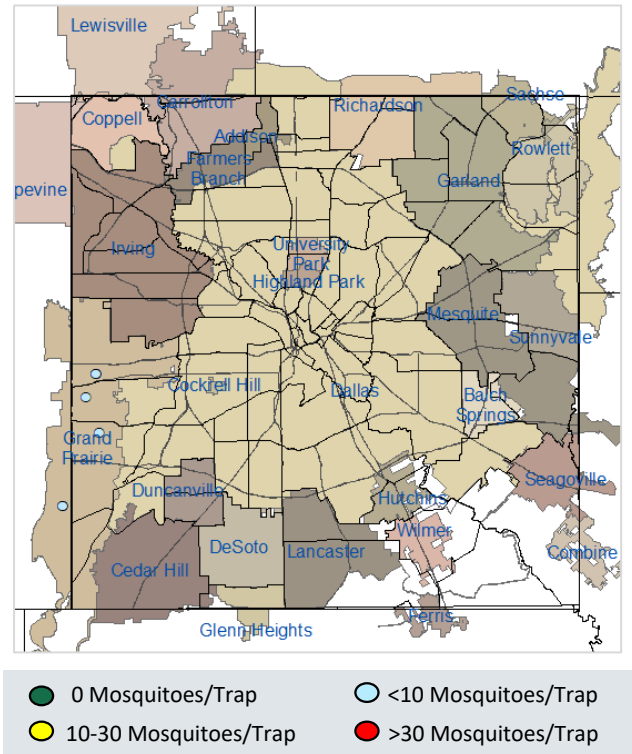 Lewisville
Carrollton
Coppell
Richardson
Sachse
Addison
Farmers
Branch
Rowlett
Garland
pevine
Irving
University
Park
Highland Park
Mesquite
Sunnyvale
Cockrell Hill
Dallas
Balch
Springs
Grand
Prairie
Seagoville
Duncanville
Hutchins
Wilmer
DeSoto
Lancaster
Combine
Cedar Hill
Ferris
Glenn Heights
0 Mosquitoes/Trap
<10 Mosquitoes/Trap
10-30 Mosquitoes/Trap
>30 Mosquitoes/Trap